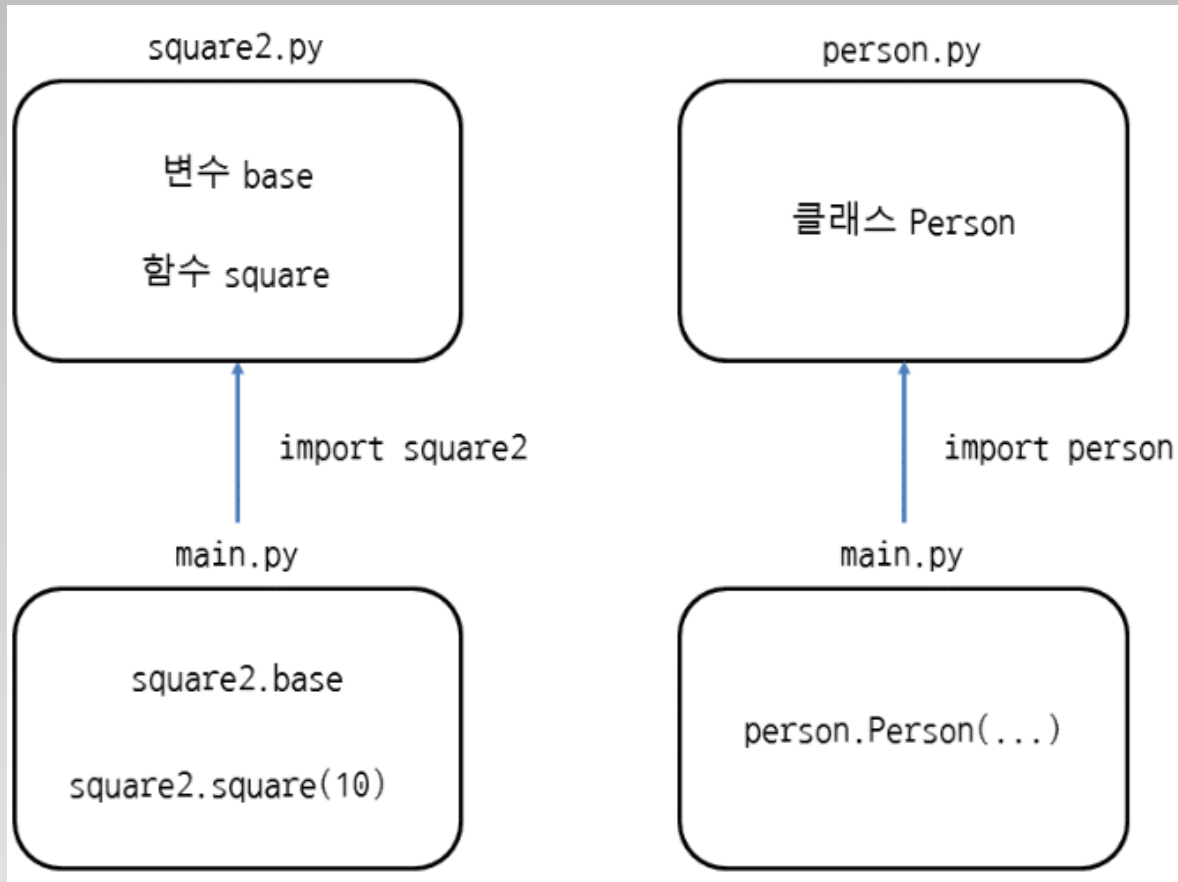 square2.py
변수 base
함수 square
import square2
main.py
square2.base
square2.square(10)
person.py
클래스 Person
import person
main.py
person.Person(...)